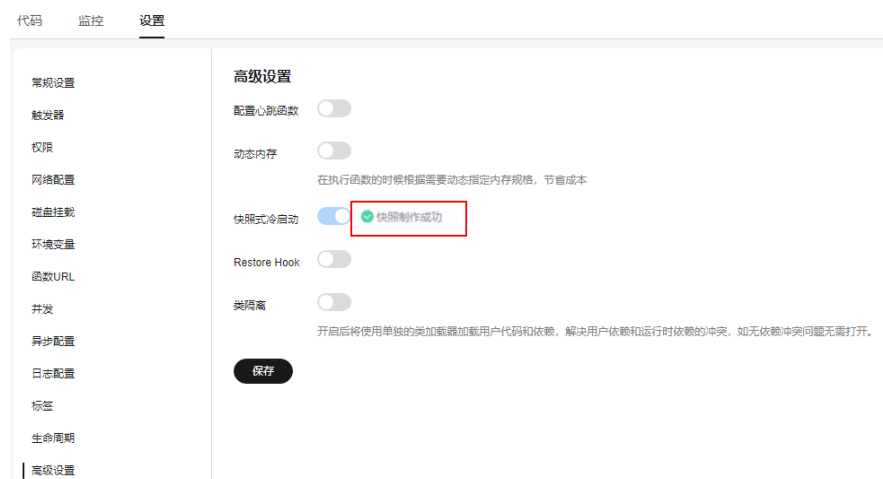 代码 监控 设置
常规设置
触发器
权限
网络配置
磁盘挂载
环境变量
函数URL
并发
异步配置
日志配置
标签
生命周期
高级设置
高级设置
配置心跳函数
动态内存
在执行函数的时候根据需要动态指定内存规格，节省成本
快照式冷启动 快照制作成功
Restore Hook
类隔离
开启后将使用单独的类加载器加载用户代码和依赖，解决用户依赖和运行时依赖的冲突，如无依赖冲突问题无需打开。
保存